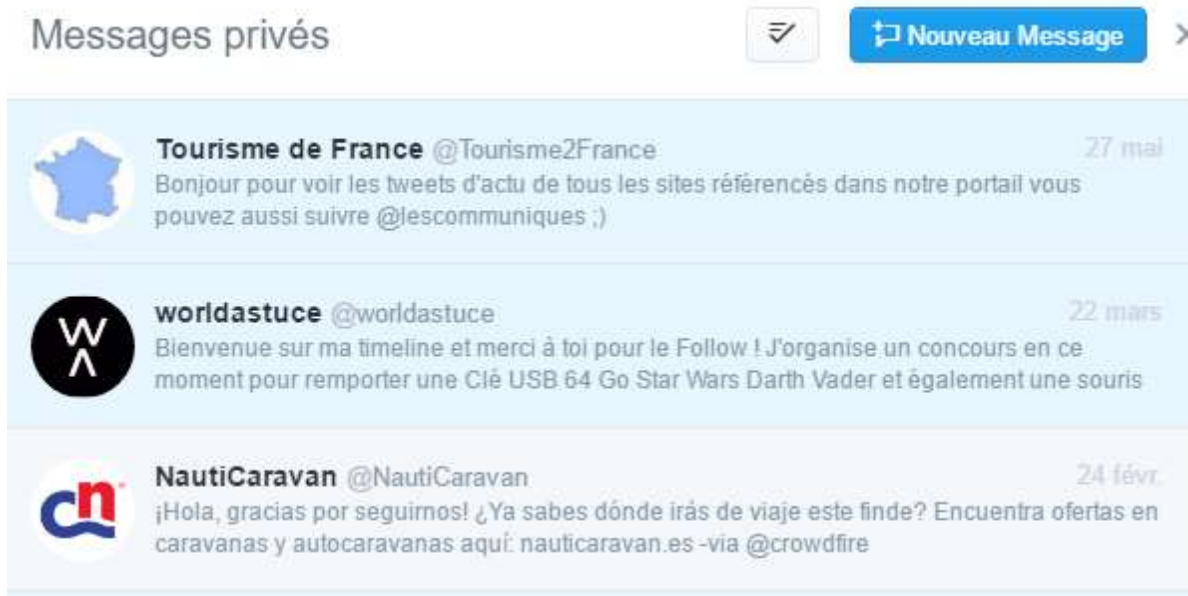 Messages privés
Nouveau Message
Tourisme de France @Tourisme2France 27 mai
Bonjour pour voir les tweets d'actu de tous les sites référencés dans notre portail vous
pouvez aussi suivre @lescommuniques ;)
WA
worldastuce @worldastuce 22 mars
Bienvenue sur ma timeline et merci à toi pour le Follow ! J'organise un concours en ce
moment pour remporter une Clé USB 64 Go Star Wars Darth Vader et également une souris
cn
NautiCaravan @NautiCaravan 24 févr.
¡Hola, gracias por seguirnos! ¿Ya sabes dónde irás de viaje este finde? Encuentra ofertas en
caravanas y autocaravanas aquí: nauticaravan.es -via @crowdfire